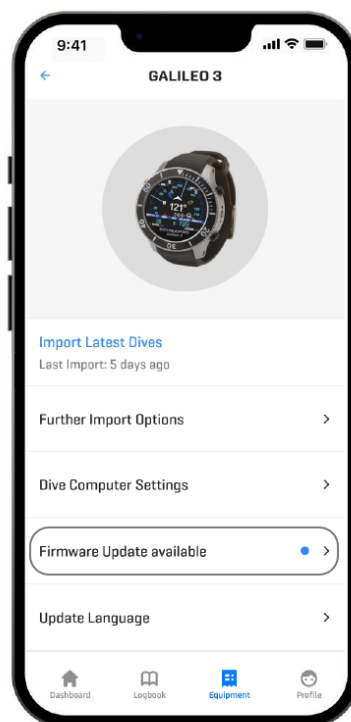 9:41
GALILEO 3
121°
Import Latest Dives
Last Import: 5 days ago
Further Import Options
Dive Computer Settings
Firmware Update available
Update Language
Dashboard
Logbook
Equipment
Profile